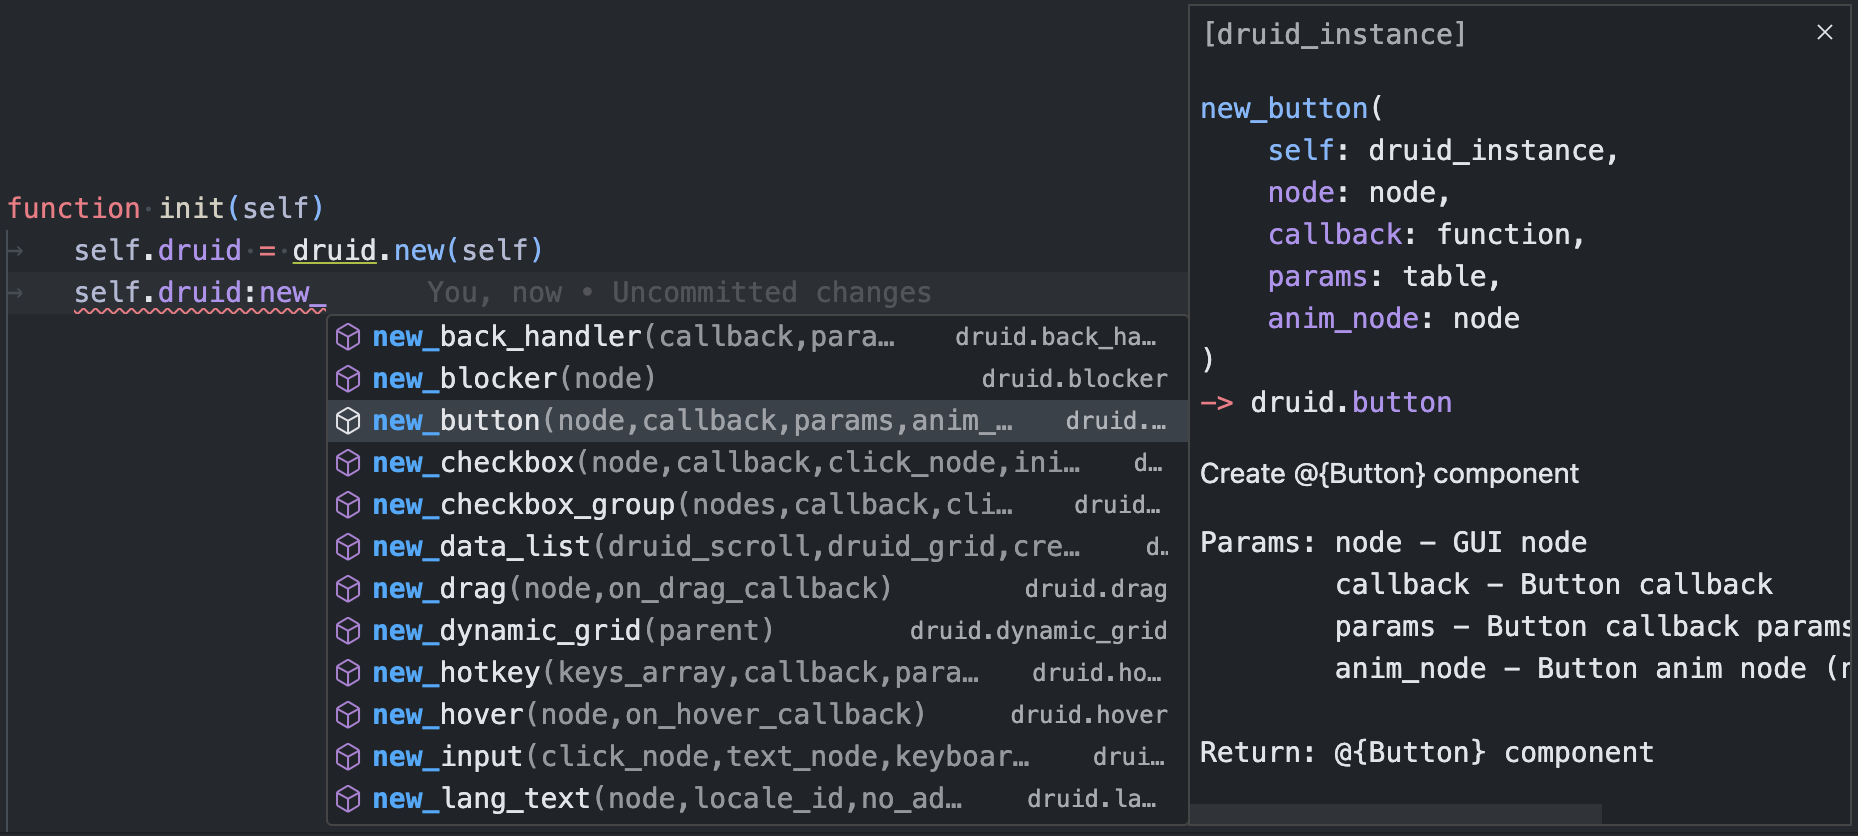 function init(self)
self.druid = druid.new(self)
self.druid:new_ You, now • Uncommitted changes
new_back_handler(callback,para… druid.back_ha…
new_blocker(node) druid.blocker
new_button(node,callback,params,anim_… druid.…
new_checkbox(node,callback,click_node,ini… d…
new_checkbox_group(nodes,callback,cli… druid…
new_data_list(druid_scroll,druid_grid,cre… d…
new_drag(node,on_drag_callback) druid.drag
new_dynamic_grid(parent) druid.dynamic_grid
new_hotkey(keys_array,callback,para… druid.ho…
new_hover(node,on_hover_callback) druid.hover
new_input(click_node,text_node,keyboar… drui…
new_lang_text(node,locale_id,no_ad… druid.la…
[druid_instance]
new_button(
self: druid_instance,
node: node,
callback: function,
params: table,
anim_node: node
)
—> druid.button
Create @{Button} component
Params: node – GUI node
callback – Button callback
params – Button callback params
anim_node – Button anim node (
Return: @{Button} component